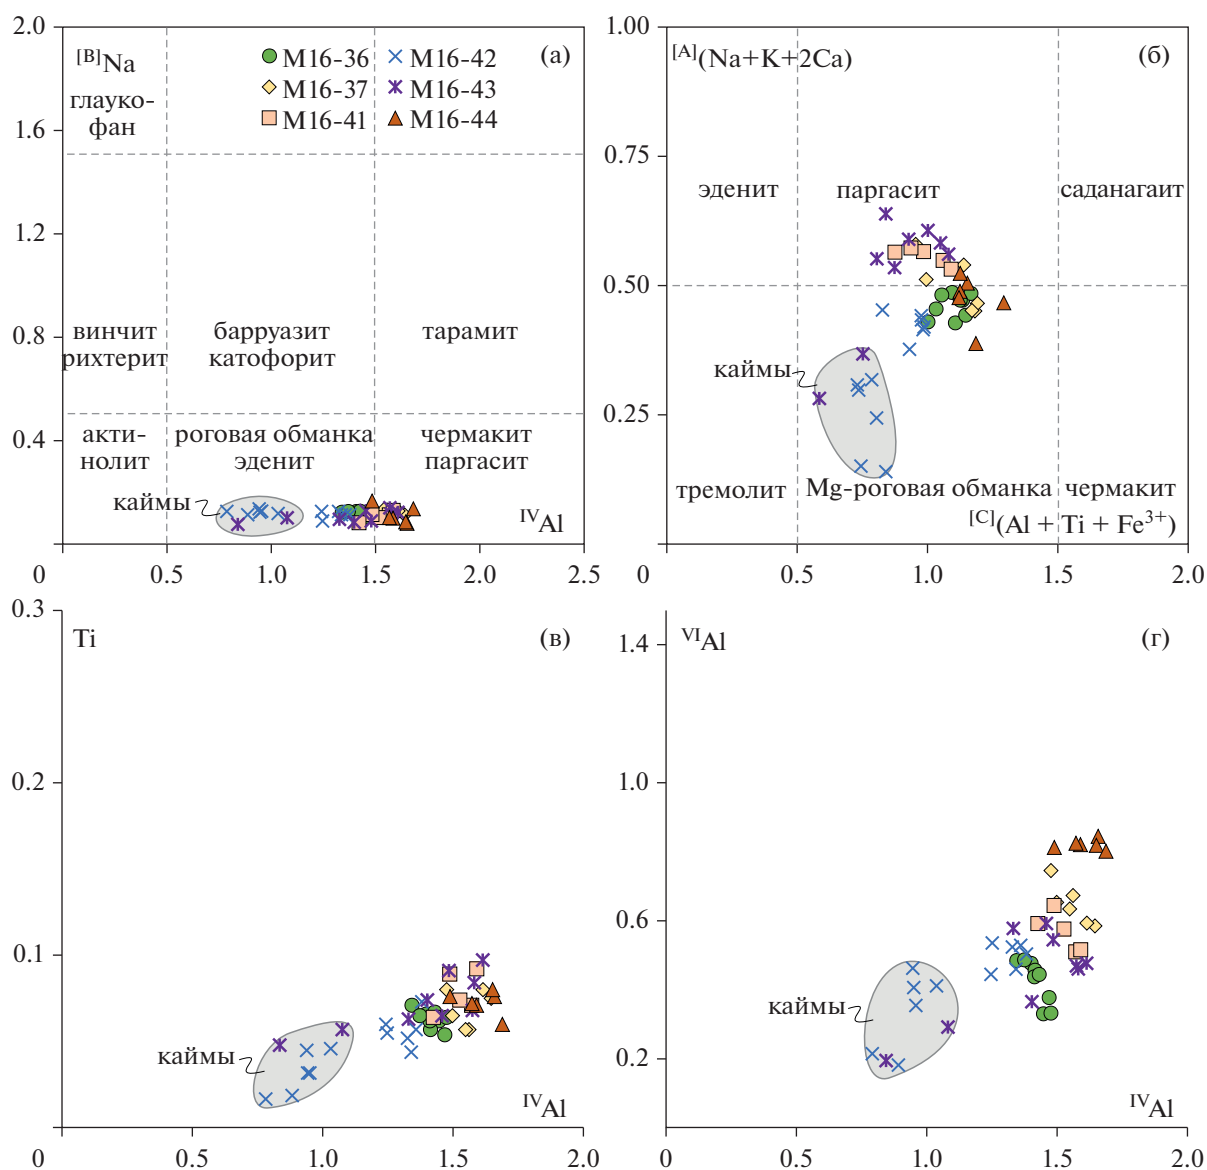 2.0
[B]Na
M16-36
M16-42
(а)
M16-37
M16-43
M16-41
M16-44
глауко-
фан
1.6
1.2
0.8
винчит
рихтерит
барруазит
катофорит
тарамит
0.4
акти-
нолит
роговая обманка
эденит
чермакит
паргасит
каймы
IVAl
0
0.5
1.0
1.5
2.0
2.5
1.00
[A](Na+K+2Ca)
(б)
0.75
эденит
паргасит
саданагаит
0.50
каймы
0.25
тремолит
Mg-роговая обманка
чермакит
[C](Al + Ti + Fe3+)
0
0.5
1.0
1.5
2.0
0.3
Ti
(в)
0.2
0.1
каймы
IVAl
0
0.5
1.0
1.5
2.0
VIAl
(г)
1.4
1.0
0.6
каймы
0.2
IVAl
0
0.5
1.0
1.5
2.0